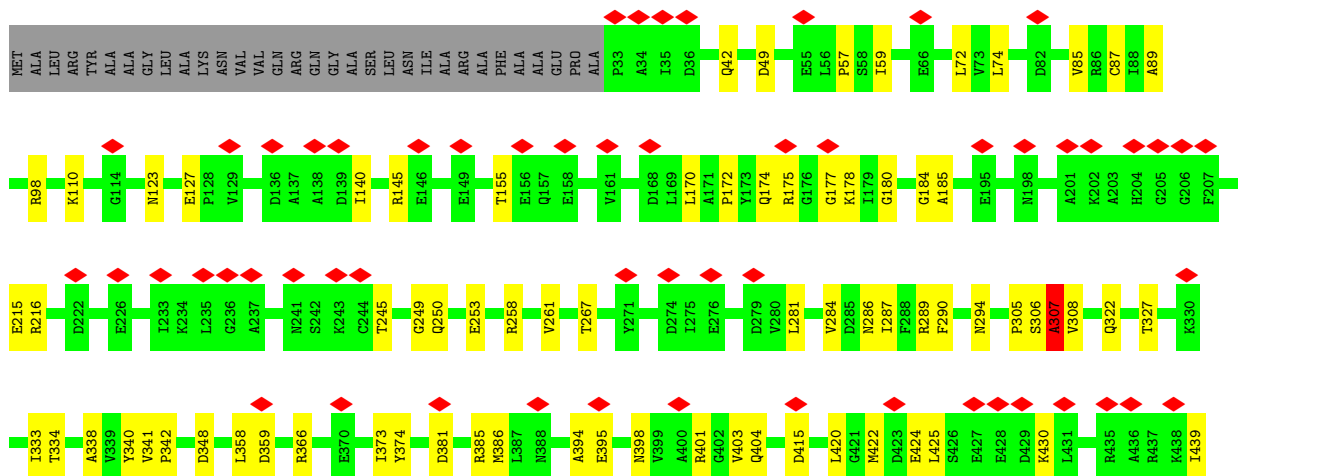 MET ALA LEU ARG TYR ALA ALA GLY LEU ALA LYS ASN VAL VAL GLN ARG GLN GLY ALA SER LEU ASN ILE ALA ARG ALA PHE ALA ALA GLU PRO ALA P33 A34 I35 D36 Q42 D49 E55 L56 P57 S58 I59 E66 L72 V73 L74 D82 V85 R86 C87 I88 A89
R98 K110 G114 N123 E127 P128 V129 D136 A137 A138 D139 I140 R145 E146 E149 T155 E156 Q157 E158 V161 D168 L169 L170 A171 P172 Y173 Q174 R175 G176 G177 K178 I179 G180 G184 A185 E195 N198 A201 K202 A203 H204 G205 G206 F207
E215 R216 D222 E226 I233 K234 L235 G236 A237 N241 S242 K243 C244 T245 G249 Q250 E253 R258 V261 T267 Y271 D274 I275 E276 D279 V280 L281 V284 D285 N286 I287 F288 R289 F290 N294 P305 S306 A307 V308 Q322 T327 K330
I333 T334 A338 V339 Y340 V341 P342 D348 L358 D359 R366 E370 I373 Y374 D381 R385 M386 L387 N388 A394 E395 N398 V399 A400 R401 G402 V403 Q404 D415 L420 G421 M422 D423 E424 L425 S426 E427 E428 D429 K430 L431 R435 A436 R437 K438 I439